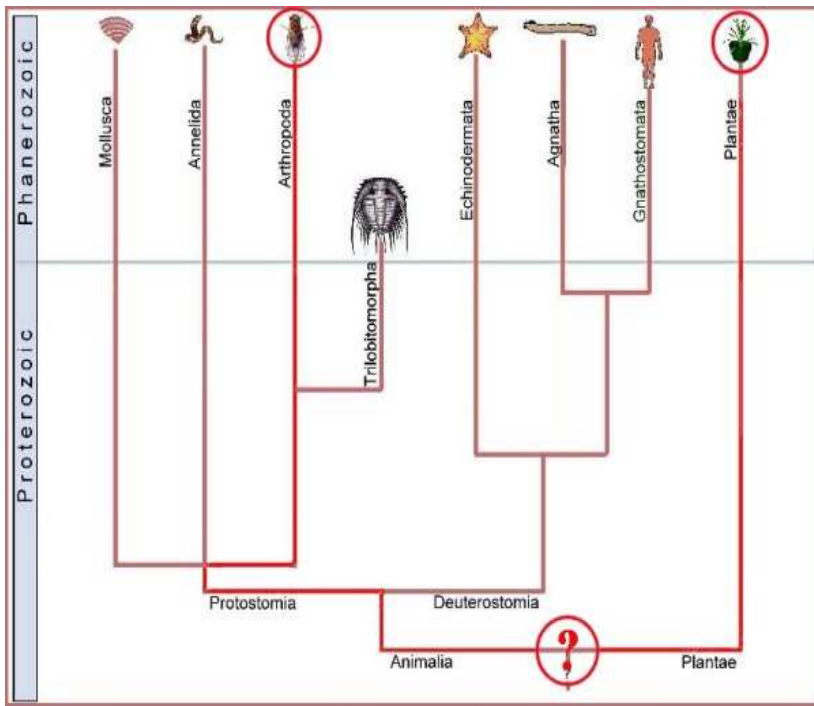 Phanerozoic
Proterozoic
Mollusca
Annelida
Arthropoda
Trilobitomorpha
Echinodermata
Agnatha
Gnathostomata
Plantae
Protostomia
Deuterostomia
Animalia
?
Plantae